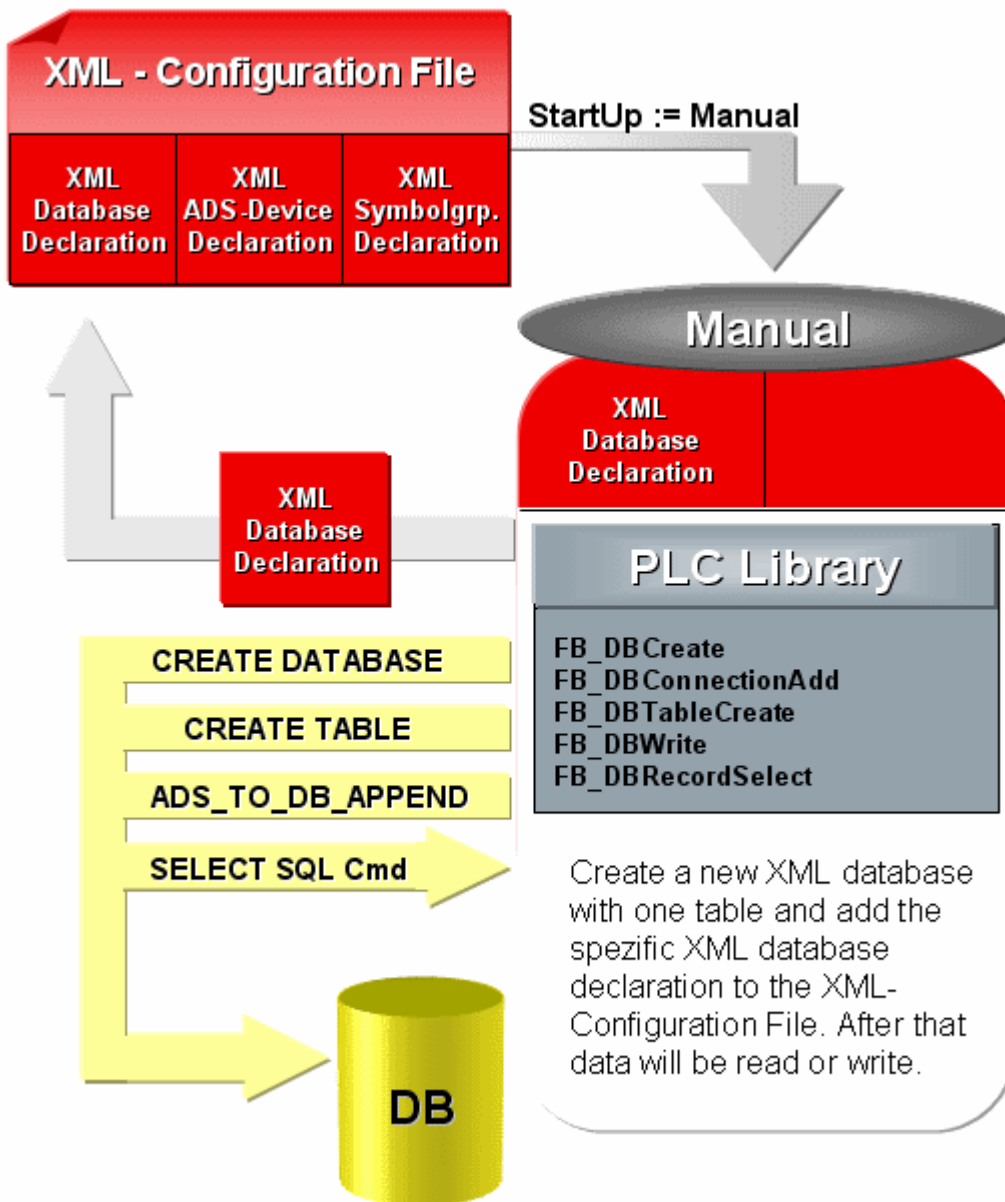 XML - Configuration File
StartUp := Manual
XML
Database
Declaration
XML
ADS-Device
Declaration
XML
Symbolgrp.
Declaration
Manual
XML
Database
Declaration
XML
Database
Declaration
PLC Library
FB_DBCreate
FB_DBConnectionAdd
FB_DBTableCreate
FB_DBWrite
FB_DBRecordSelect
CREATE DATABASE
CREATE TABLE
ADS_TO_DB_APPEND
SELECT SQL Cmd
Create a new XML database
with one table and add the
spezific XML database
declaration to the XML-
Configuration File. After that
data will be read or write.
DB